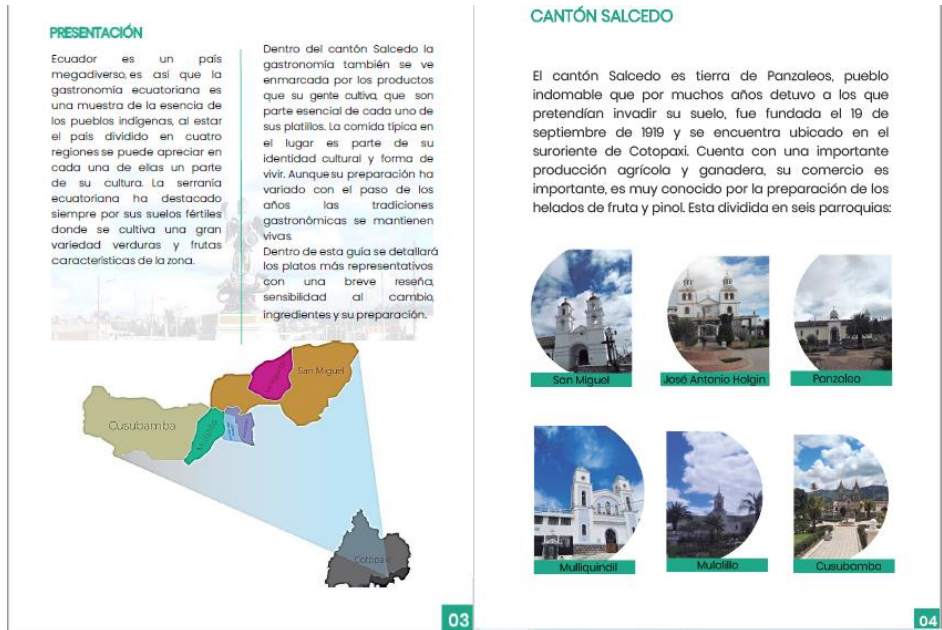 PRESENTACIÓN
Ecuador es un país
megadiverso, es así que la
gastronomía ecuatoriana es
una muestra de la esencia de
los pueblos indígenas, al estar
el país dividido en cuatro
regiones se puede apreciar en
cada una de ellas un parte
de su cultura. La serranía
ecuatoriana ha destacado
siempre por sus suelos fértiles
donde se cultiva una gran
variedad verduras y frutas
características de la zona.
Dentro del cantón Salcedo la
gastronomía también se ve
enmarcada por los productos
que su gente cultiva, que son
parte esencial de cada uno de
sus platillos. La comida típica en
el lugar es parte de su
identidad cultural y forma de
vivir. Aunque su preparación ha
variado con el paso de los
años las tradiciones
gastronómicas se mantienen
vivas.
Dentro de esta guía se detallará
los platos más representativos
con una breve reseña,
sensibilidad al cambio,
ingredientes y su preparación.
San Miguel
Cusubamba
Mulalillo
Cotopaxi
03
CANTÓN SALCEDO
El cantón Salcedo es tierra de Panzaleos, pueblo
indomable que por muchos años detuvo a los que
pretendían invadir su suelo, fue fundada el 19 de
septiembre de 1919 y se encuentra ubicado en el
suroriente de Cotopaxi. Cuenta con una importante
producción agrícola y ganadera, su comercio es
importante, es muy conocido por la preparación de los
helados de fruta y pinol. Esta dividida en seis parroquias:
San Miguel
José Antonio Holgin
Panzaleo
Mulliquindil
Mulalillo
Cusubamba
04